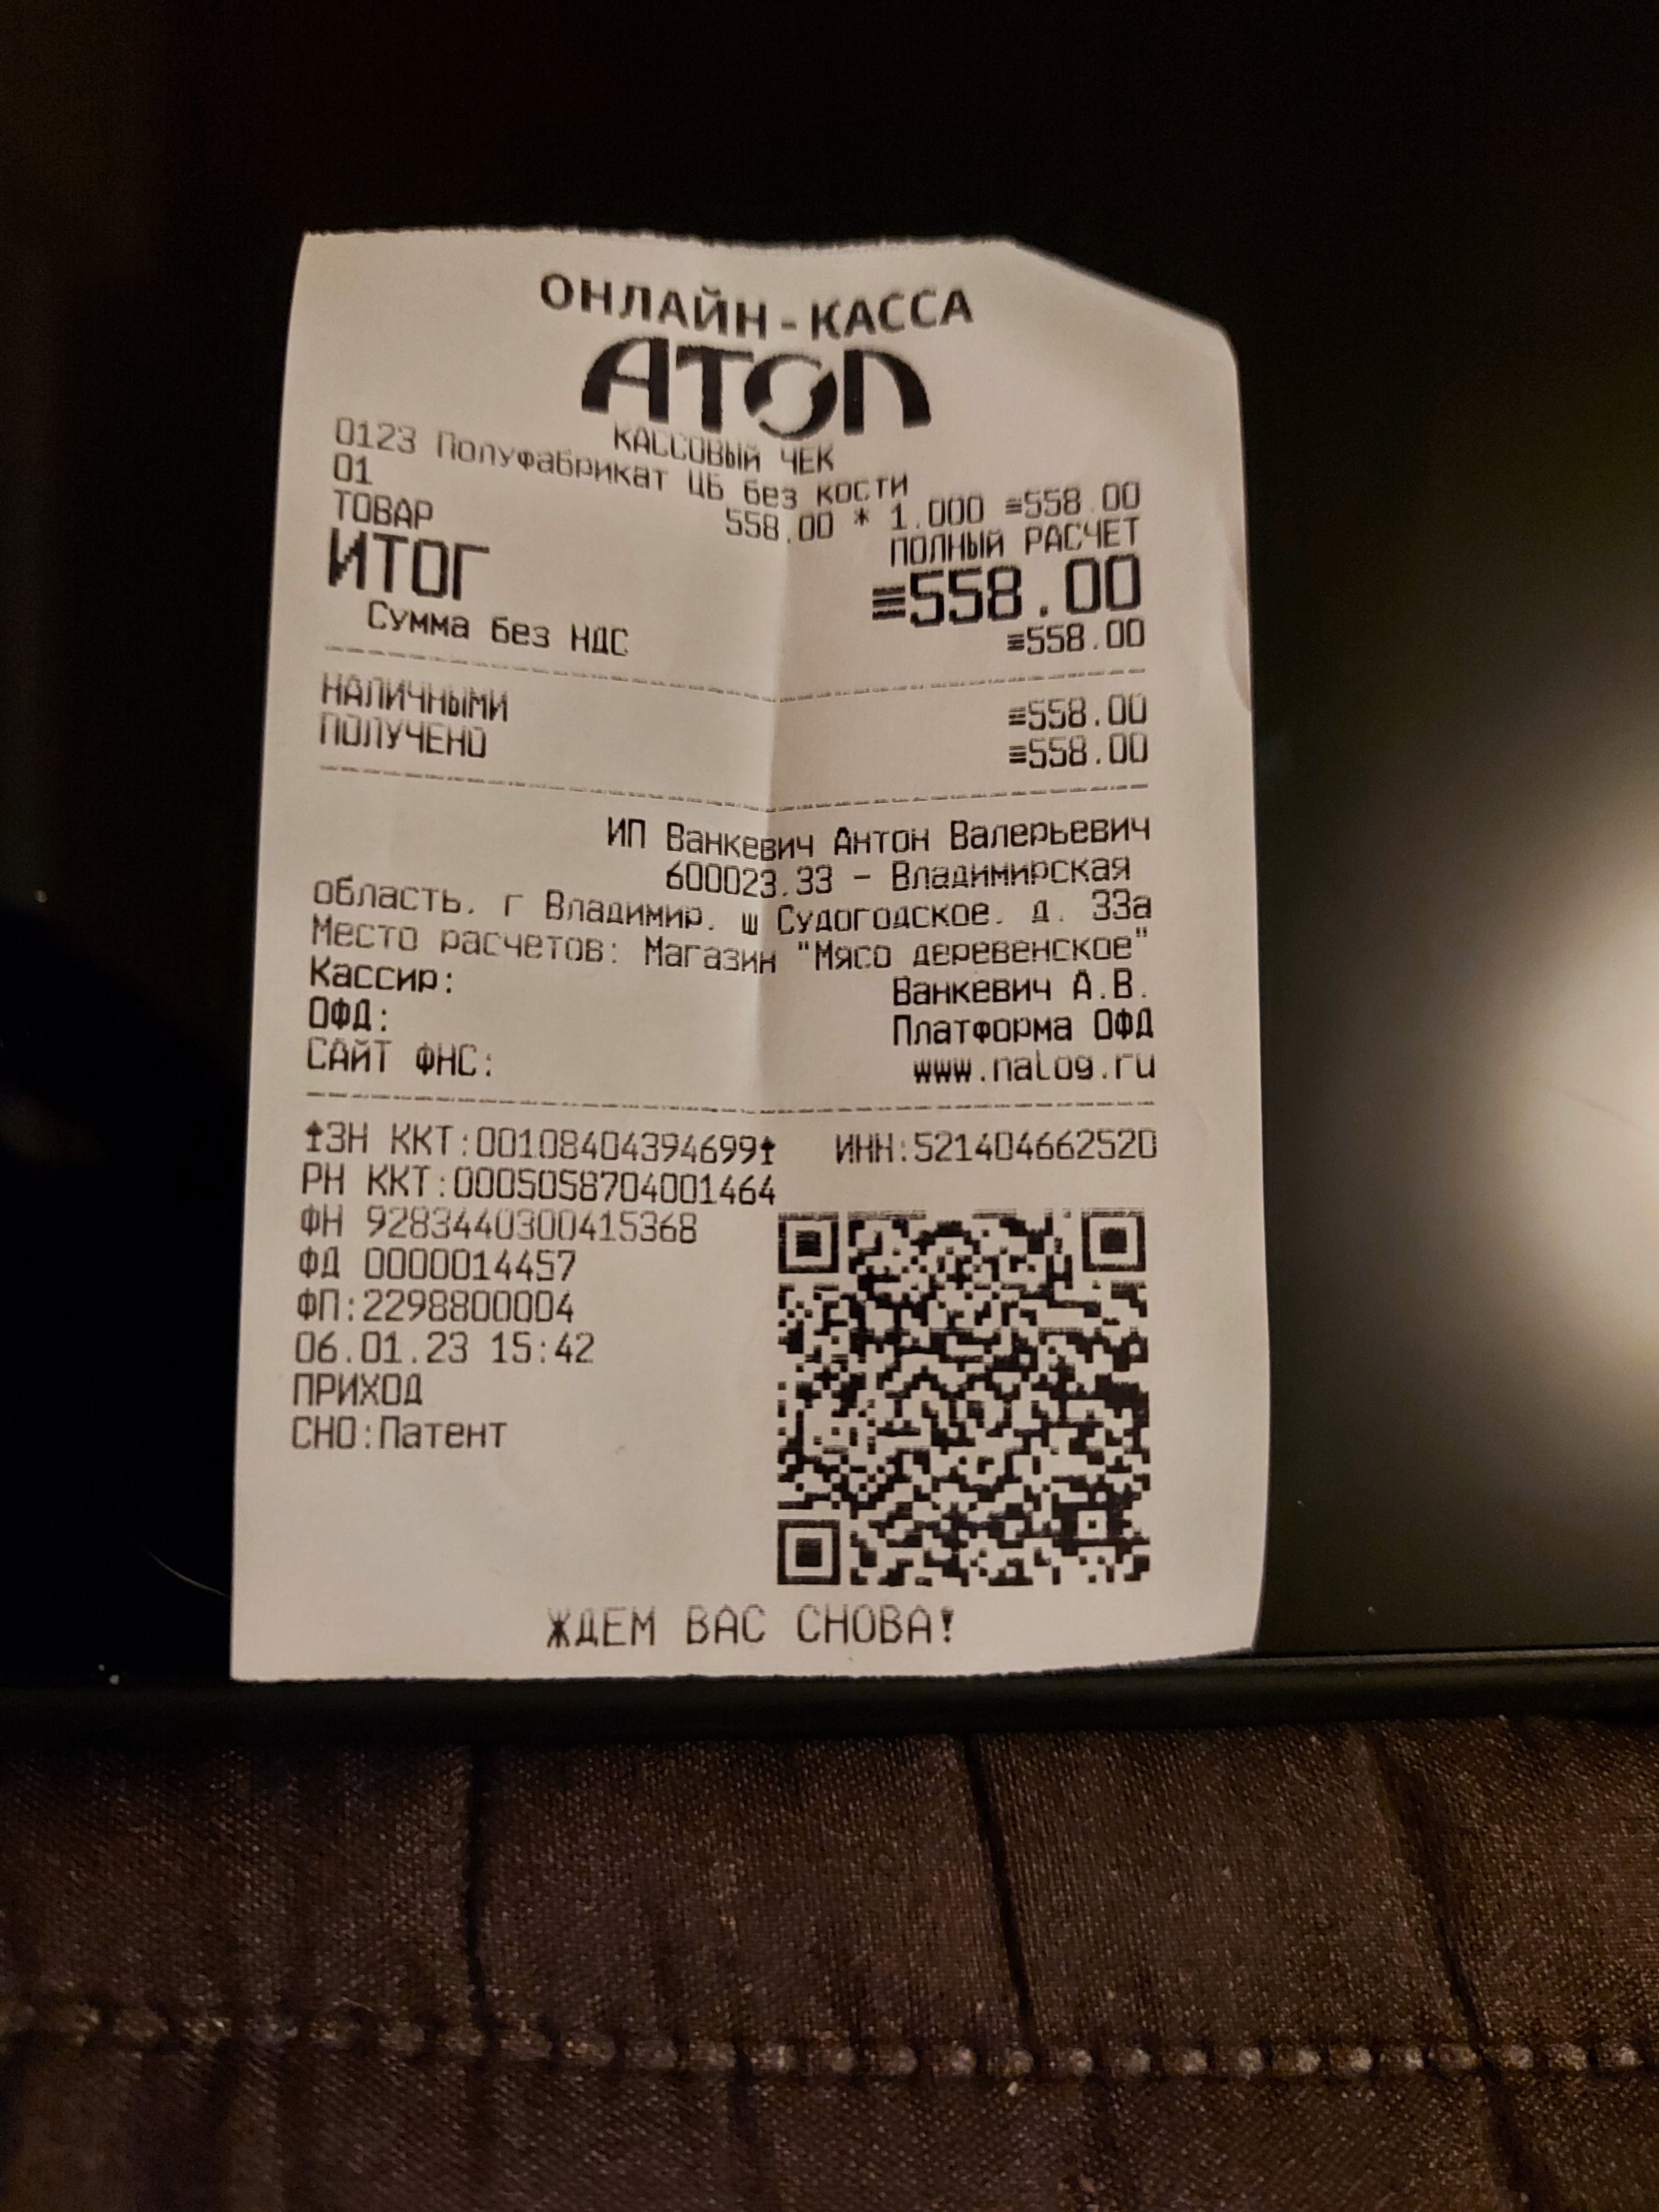 ОНЛАЙН-КАССА
АТОЛ
КАССОВЫЙ ЧЕК
0123 Полуфабрикат ЦБ без кости
01 558.00 * 1.000 ≡558.00
ТОВАР ПОЛНЫЙ РАСЧЕТ
ИТОГ ≡558.00
Сумма без НДС ≡558.00
НАЛИЧНЫМИ ≡558.00
ПОЛУЧЕНО ≡558.00
ИП Ванкевич Антон Валерьевич
600023.33 - Владимирская
область, г Владимир, ш Судогодское, д. 33а
Место расчетов: Магазин "Мясо деревенское"
Кассир: Ванкевич А.В.
ОФД: Платформа ОФД
САЙТ ФНС: www.nalog.ru
ЗН ККТ:00108404394699 ИНН:521404662520
РН ККТ:0005058704001464
ФН 9283440300415368
ФД 0000014457
ФП:2298800004
06.01.23 15:42
ПРИХОД
СНО:Патент
ЖДЕМ ВАС СНОВА!